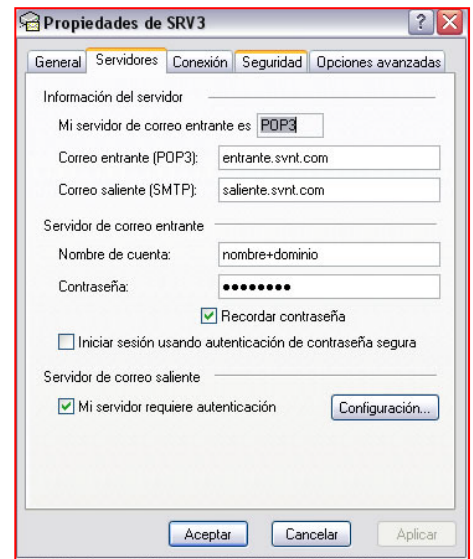 Propiedades de SRV3
General Servidores Conexión Seguridad Opciones avanzadas
Información del servidor
Mi servidor de correo entrante es POP3
Correo entrante (POP3): entrante.svnt.com
Correo saliente (SMTP): saliente.svnt.com
Servidor de correo entrante
Nombre de cuenta: nombre+dominio
Contraseña: ●●●●●●●●
Recordar contraseña
Iniciar sesión usando autenticación de contraseña segura
Servidor de correo saliente
Mi servidor requiere autenticación Configuración...
Aceptar Cancelar Aplicar